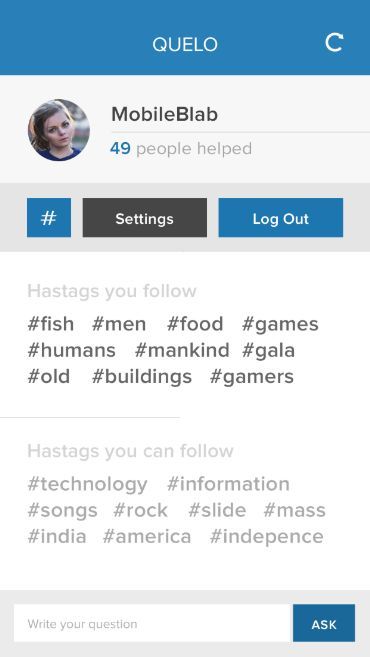 QUELO
MobileBlab
49 people helped
# Settings Log Out
Hastags you follow
#fish #men #food #games
#humans #mankind #gala
#old #buildings #gamers
Hastags you can follow
#technology #information
#songs #rock #slide #mass
#india #america #indepence
Write your question ASK